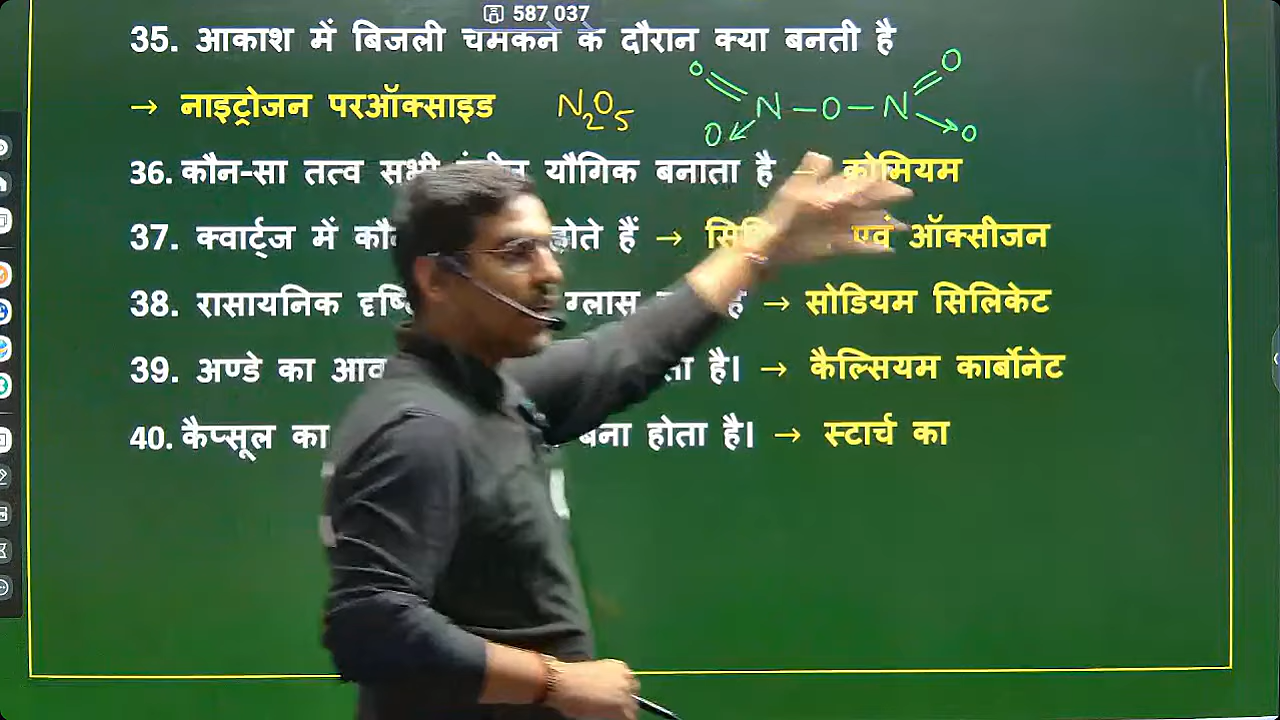 587 037
35. आकाश में बिजली चमकने के दौरान क्या बनती है
→ नाइट्रोजन परऑक्साइड N₂O₅ O N – O – N O O O
36. कौन-सा तत्व सभी यौगिक बनाता है → क्रोमियम
37. क्वार्ट्ज में होते हैं → एवं ऑक्सीजन
38. रासायनिक ग्लास है → सोडियम सिलिकेट
39. अण्डे का है। → कैल्सियम कार्बोनेट
40. कैप्सूल का बना होता है। → स्टार्च का